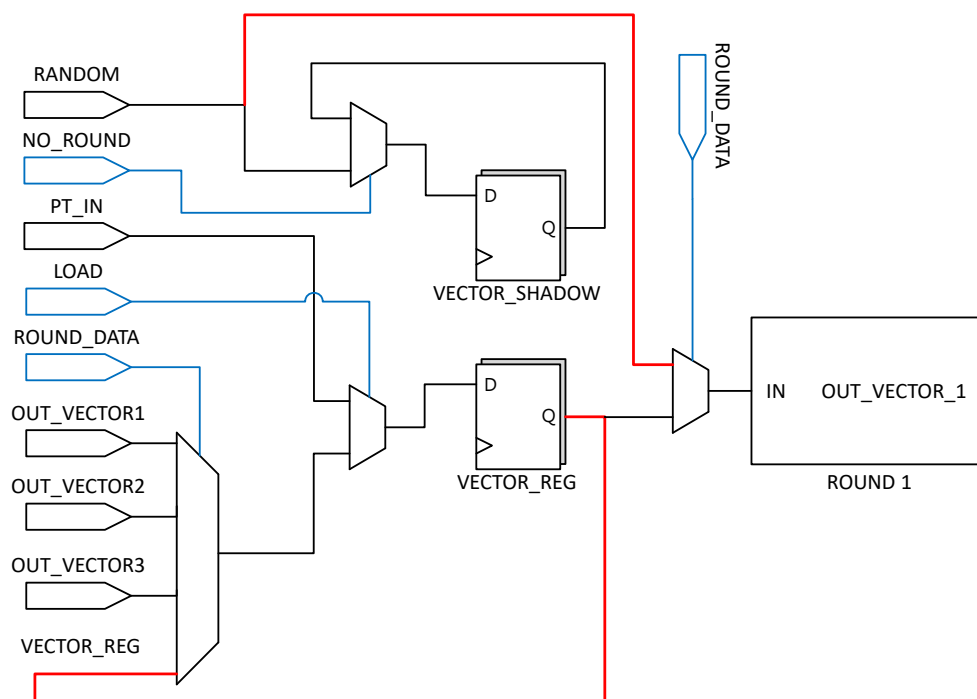 RANDOM
NO_ROUND
PT_IN
LOAD
ROUND_DATA
OUT_VECTOR1
OUT_VECTOR2
OUT_VECTOR3
VECTOR_REG
D
Q
VECTOR_SHADOW
D
Q
VECTOR_REG
ROUND_DATA
IN
OUT_VECTOR_1
ROUND 1